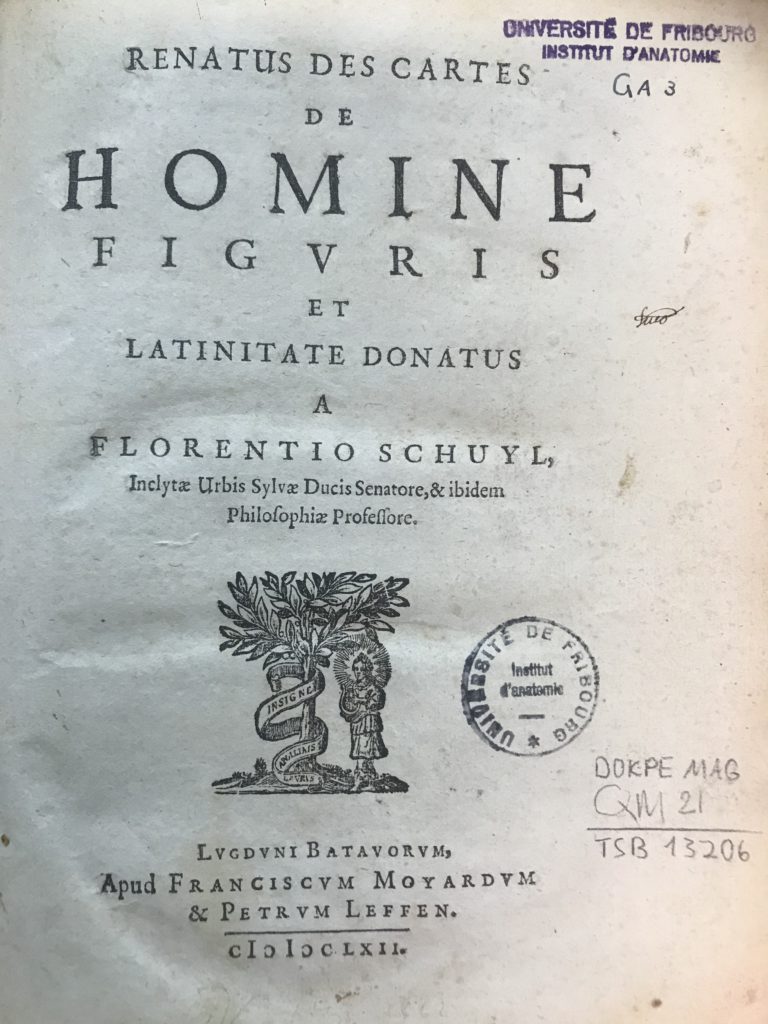 UNIVERSITÉ DE FRIBOURG
INSTITUT D'ANATOMIE
GA 3
RENATUS DES CARTES
DE
HOMINE
FIGVRIS
ET
LATINITATE DONATUS
A
FLORENTIO SCHUYL,
Inclytæ Urbis Sylvæ Ducis Senatore, & ibidem
Philoſophiæ Profeſſore.
INSIGNE
UNIVERSITÉ DE FRIBOURG
Institut
d'anatomie
DOKPE MAG
QM 21
TSB 13206
LVGDVNI BATAVORVM,
Apud FRANCISCVM MOYARDVM
& PETRVM LEFFEN.
cIↄ Iↄc LXII.